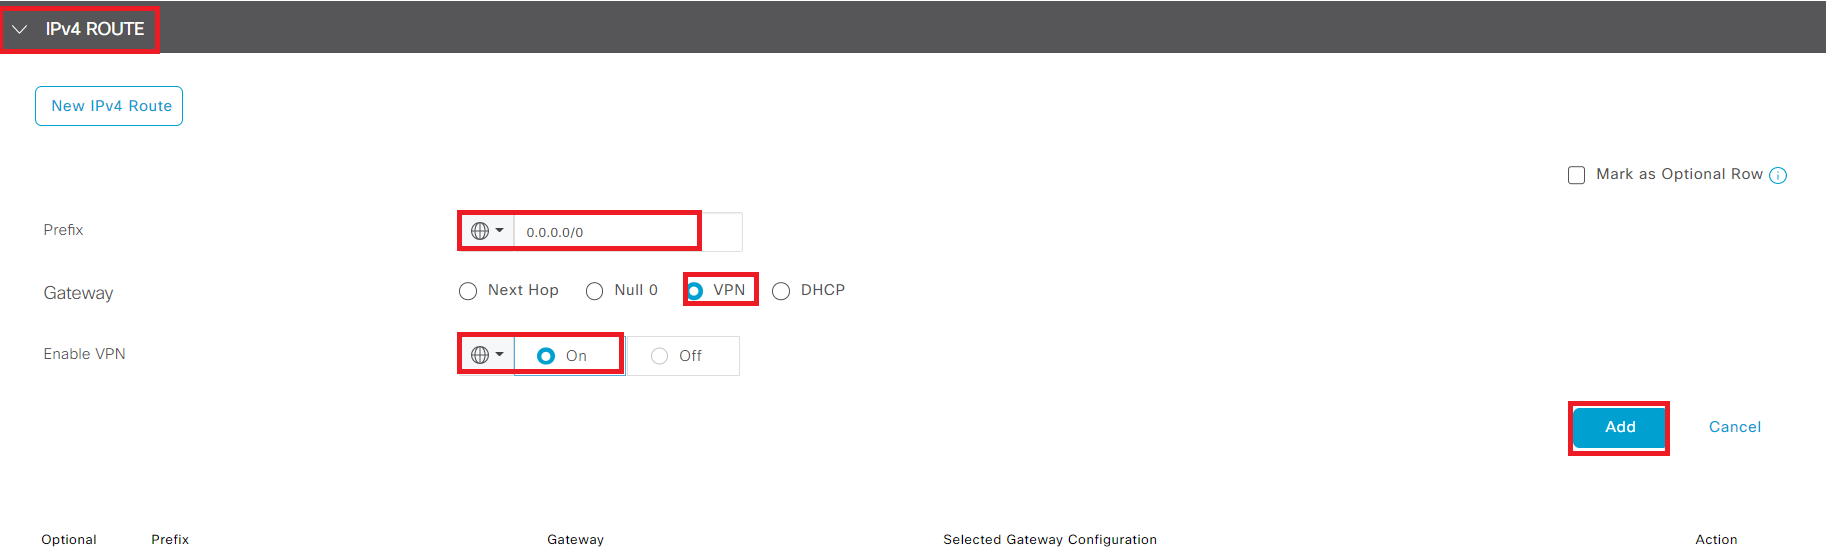 IPv4 ROUTE
New IPv4 Route
Mark as Optional Row
Prefix
0.0.0.0/0
Gateway
Next Hop Null 0 VPN DHCP
Enable VPN
On Off
Add Cancel
Optional Prefix Gateway Selected Gateway Configuration Action